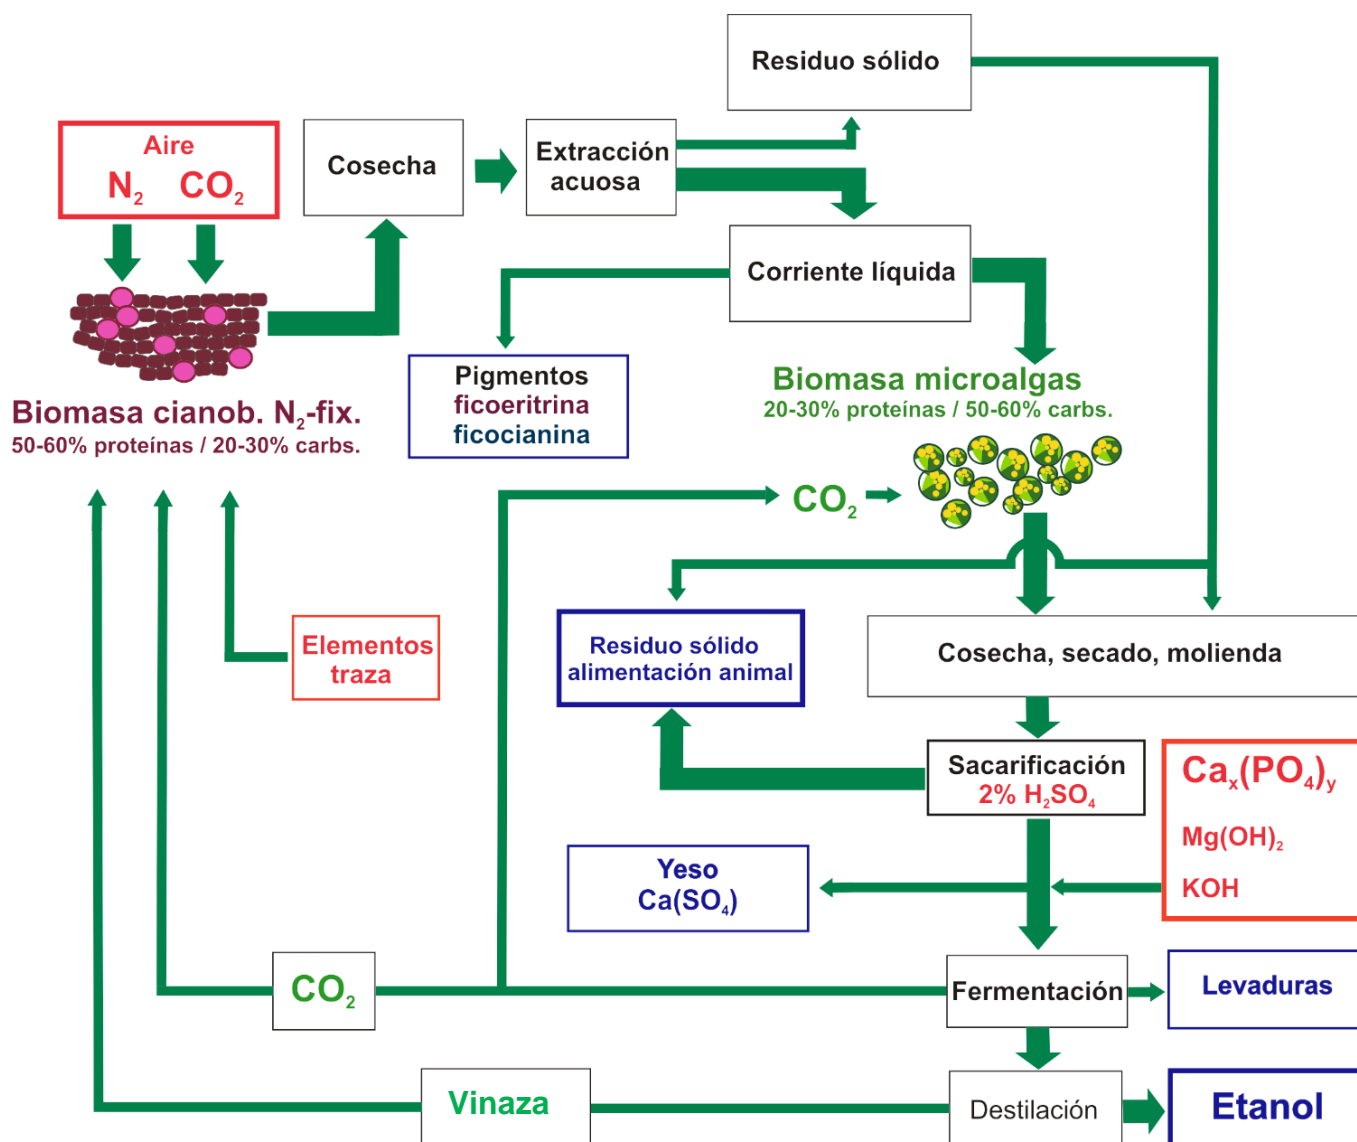 Residuo sólido
Aire
N₂ CO₂
Cosecha
Extracción
acuosa
Corriente líquida
Pigmentos
ficoeritrina
ficocianina
Biomasa microalgas
20-30% proteínas / 50-60% carbs.
Biomasa cianob. N₂-fix.
50-60% proteínas / 20-30% carbs.
CO₂
Elementos
traza
Residuo sólido
alimentación animal
Cosecha, secado, molienda
Sacarificación
2% H₂SO₄
Caₓ(PO₄)ᵧ
Mg(OH)₂
KOH
Yeso
Ca(SO₄)
CO₂
Fermentación
Levaduras
Vinaza
Destilación
Etanol